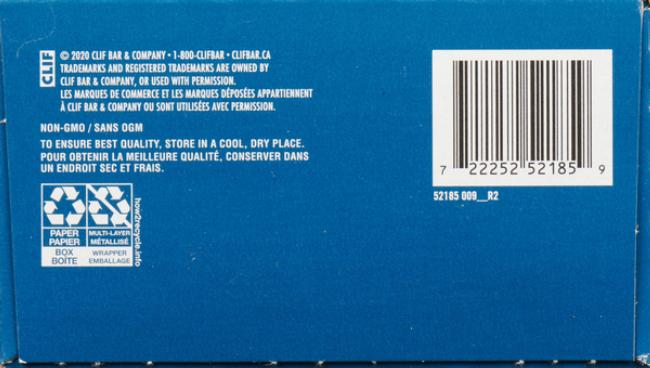 CLIF
© 2020 CLIF BAR & COMPANY • 1-800-CLIFBAR • CLIFBAR.CA
TRADEMARKS AND REGISTERED TRADEMARKS ARE OWNED BY
CLIF BAR & COMPANY, OR USED WITH PERMISSION.
LES MARQUES DE COMMERCE ET LES MARQUES DÉPOSÉES APPARTIENNENT
À CLIF BAR & COMPANY OU SONT UTILISÉES AVEC PERMISSION.
NON-GMO / SANS OGM
TO ENSURE BEST QUALITY, STORE IN A COOL, DRY PLACE.
POUR OBTENIR LA MEILLEURE QUALITÉ, CONSERVER DANS
UN ENDROIT SEC ET FRAIS.
PAPER
PAPIER
BOX
BOÎTE
MULTI-LAYER
MÉTALLISÉ
WRAPPER
EMBALLAGE
how2recycle.info
7 22252 52185 9
52185 009__R2